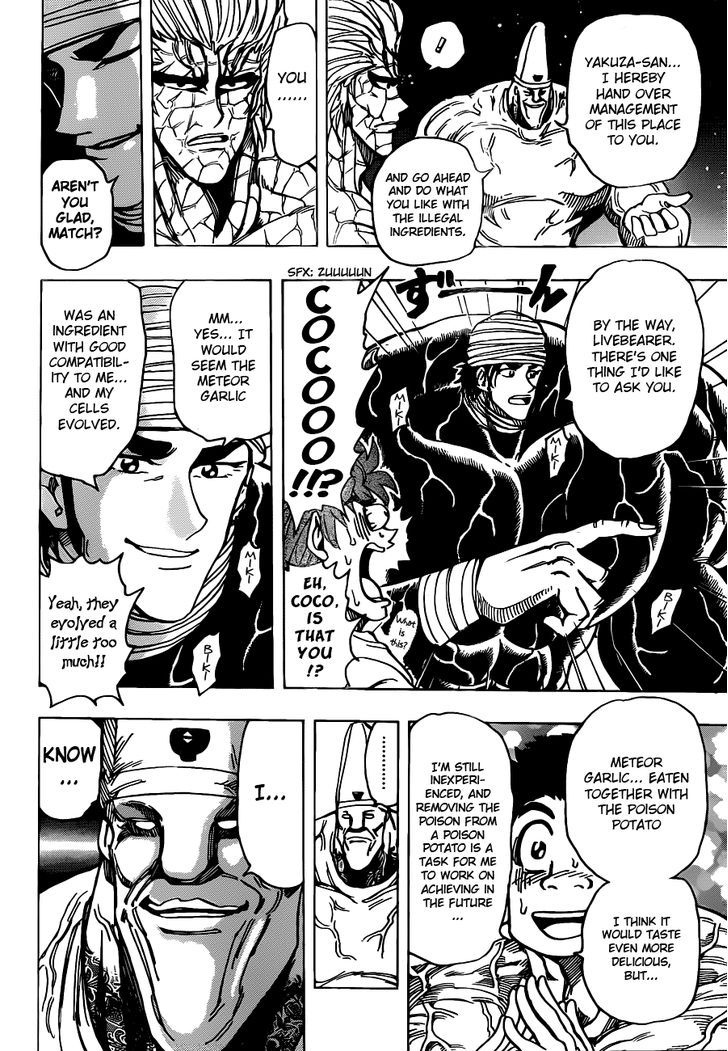 YAKUZA-SAN...
I HEREBY
HAND OVER
MANAGEMENT
OF THIS PLACE
TO YOU.
!
AND GO AHEAD
AND DO WHAT
YOU LIKE
WITH THE
ILLEGAL
INGREDIENTS.
YOU
......
AREN'T
YOU
GLAD,
MATCH?
BY THE WAY,
LIVEBEARER.
THERE'S ONE
THING I'D LIKE
TO ASK YOU.
SFX: ZUUUUUN
ずーん
MIKI
MIKI
BIKI
COCOOOO!!?
EH,
COCO,
IS
THAT
YOU
!?
What
is
this?
MM...
YES... IT
WOULD
SEEM THE
METEOR
GARLIC
WAS AN
INGREDIENT
WITH GOOD
COMPATIBIL-
ITY TO ME...
AND MY
CELLS
EVOLVED.
MIKI
BIKI
Yeah, they
evolved a
little too
much!!
METEOR
GARLIC... EATEN
TOGETHER WITH
THE POISON
POTATO
I THINK IT
WOULD TASTE
EVEN MORE
DELICIOUS,
BUT...
I'M STILL
INEXPERI-
ENCED, AND
REMOVING THE
POISON FROM
A POISON
POTATO IS A
TASK FOR ME
TO WORK ON
ACHIEVING IN
THE FUTURE
...
.........
I...
KNOW
...